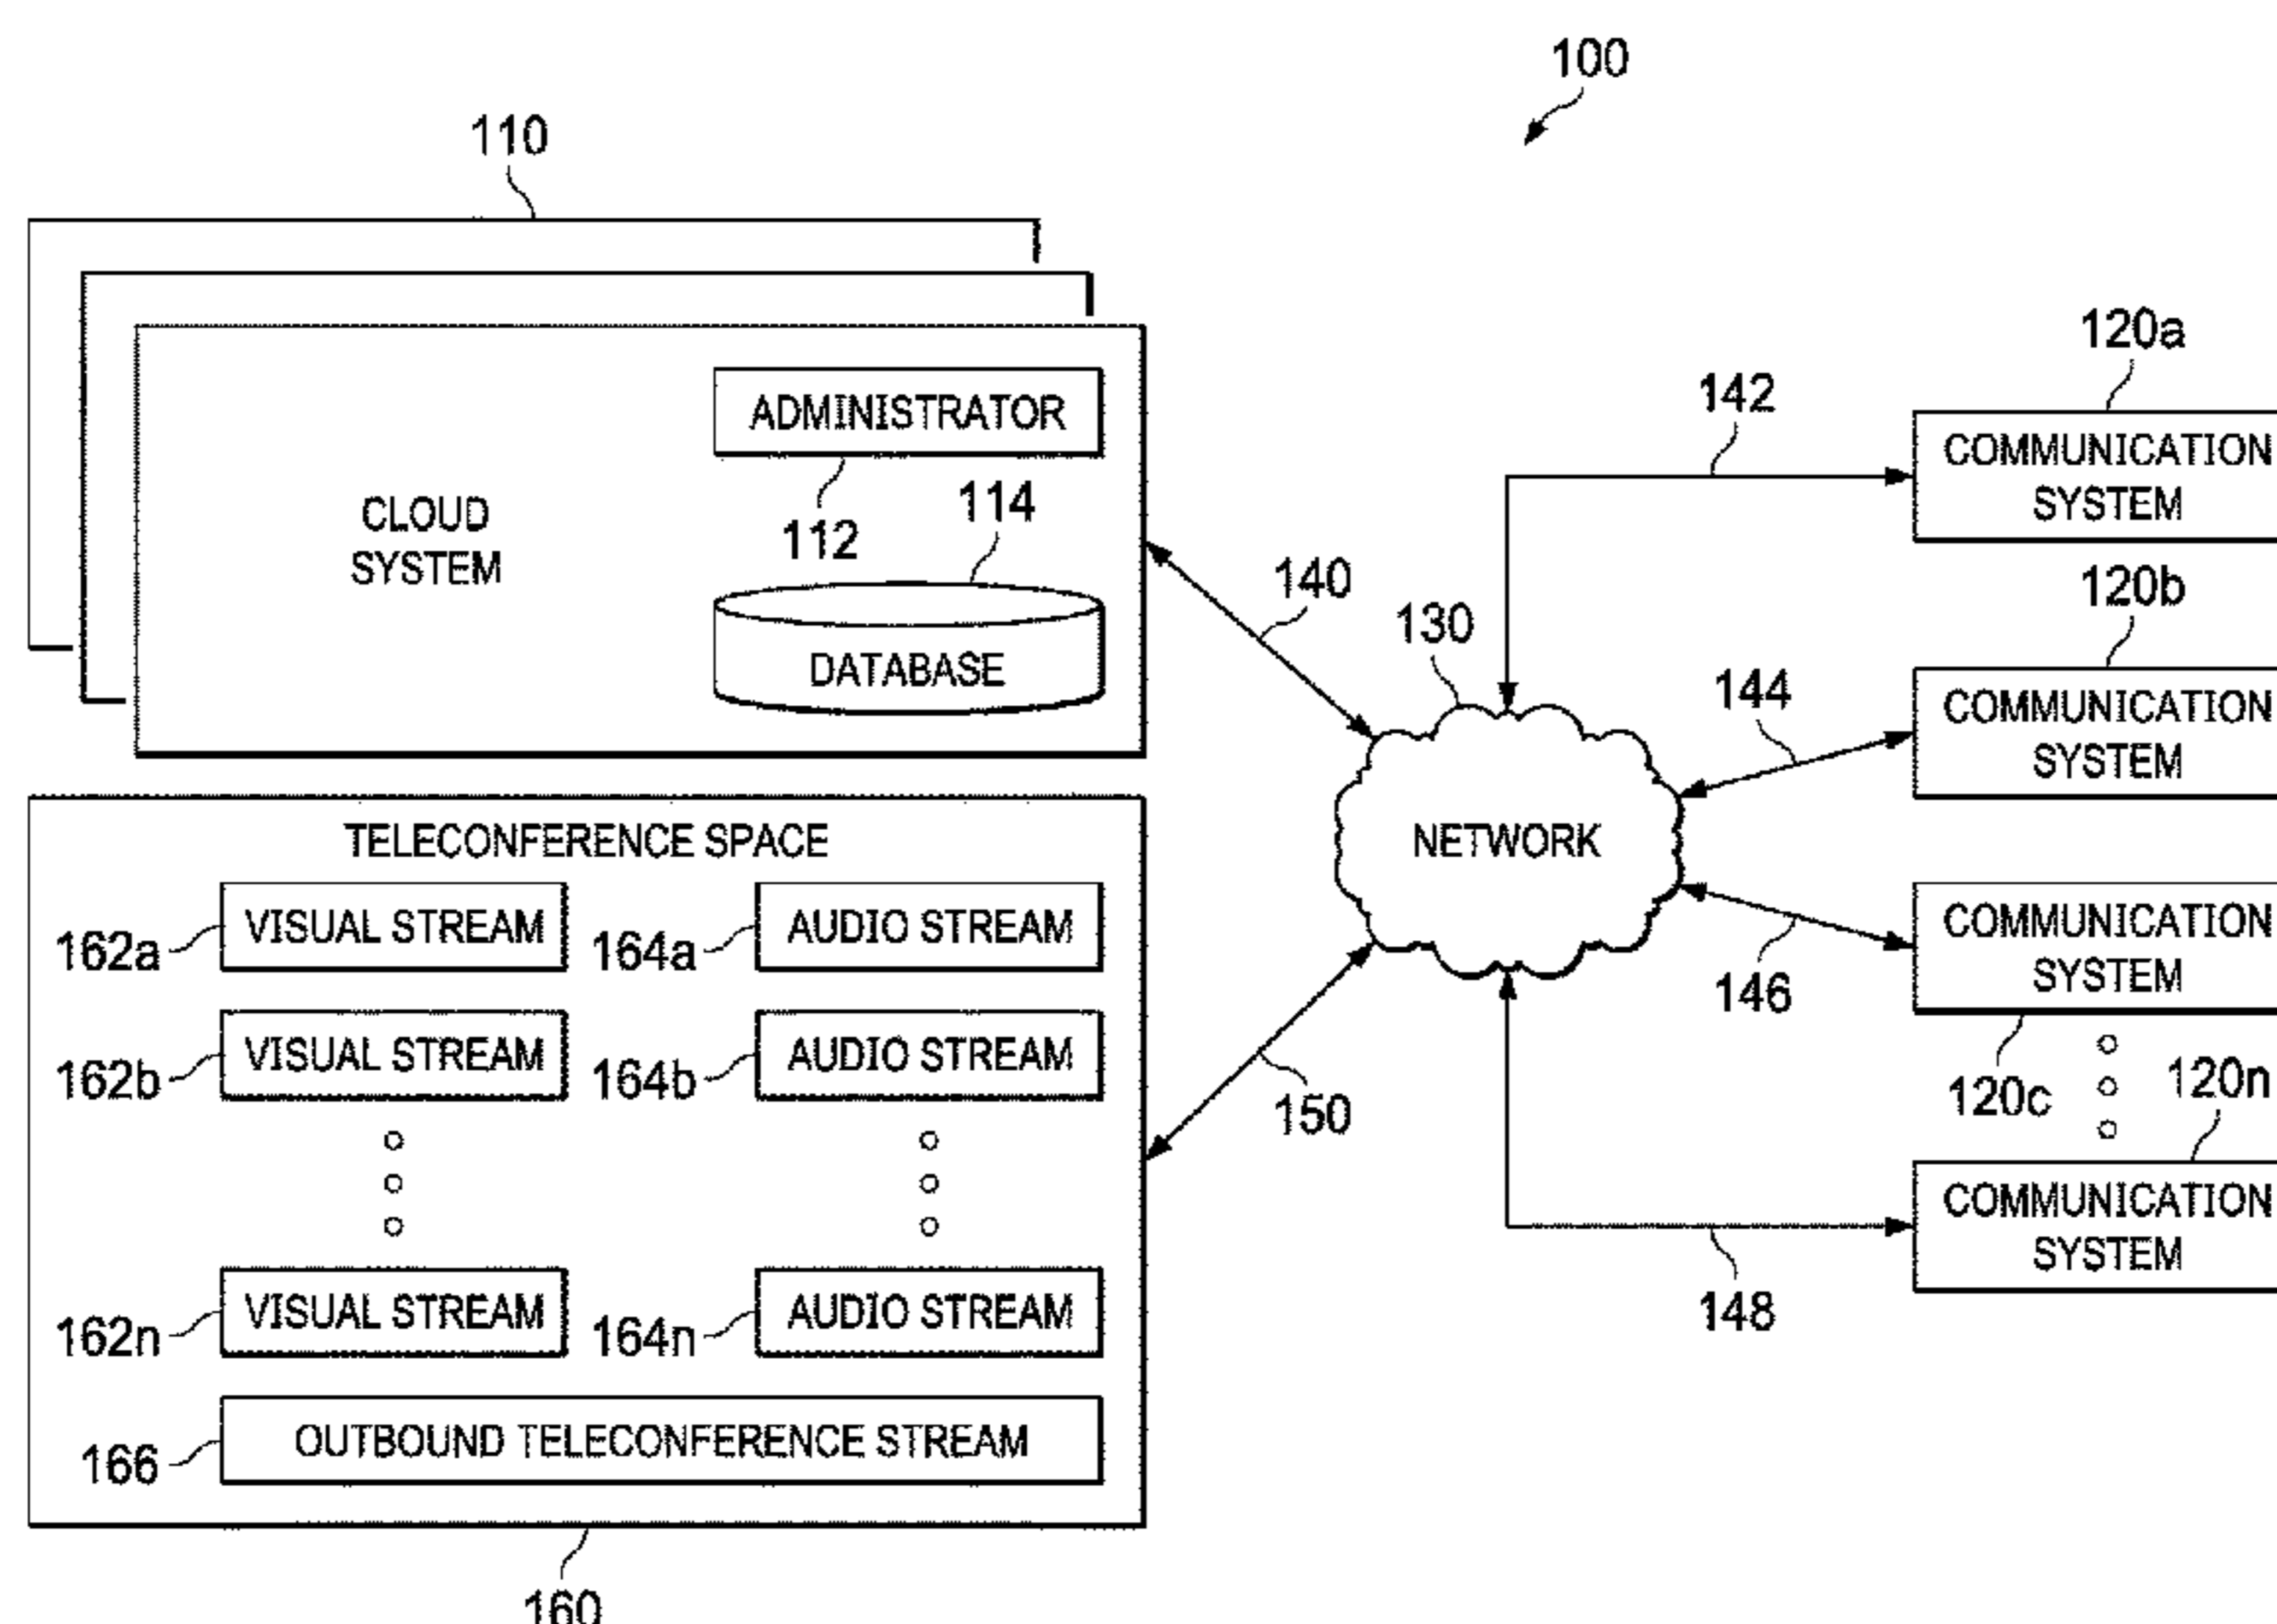 100
110
ADMINISTRATOR
112
114
CLOUD
SYSTEM
DATABASE
140
130
142
120a
COMMUNICATION
SYSTEM
120b
144
COMMUNICATION
SYSTEM
NETWORK
COMMUNICATION
SYSTEM
146
120c
120n
COMMUNICATION
SYSTEM
148
150
TELECONFERENCE SPACE
162a
VISUAL STREAM
164a
AUDIO STREAM
162b
VISUAL STREAM
164b
AUDIO STREAM
162n
VISUAL STREAM
164n
AUDIO STREAM
166
OUTBOUND TELECONFERENCE STREAM
160